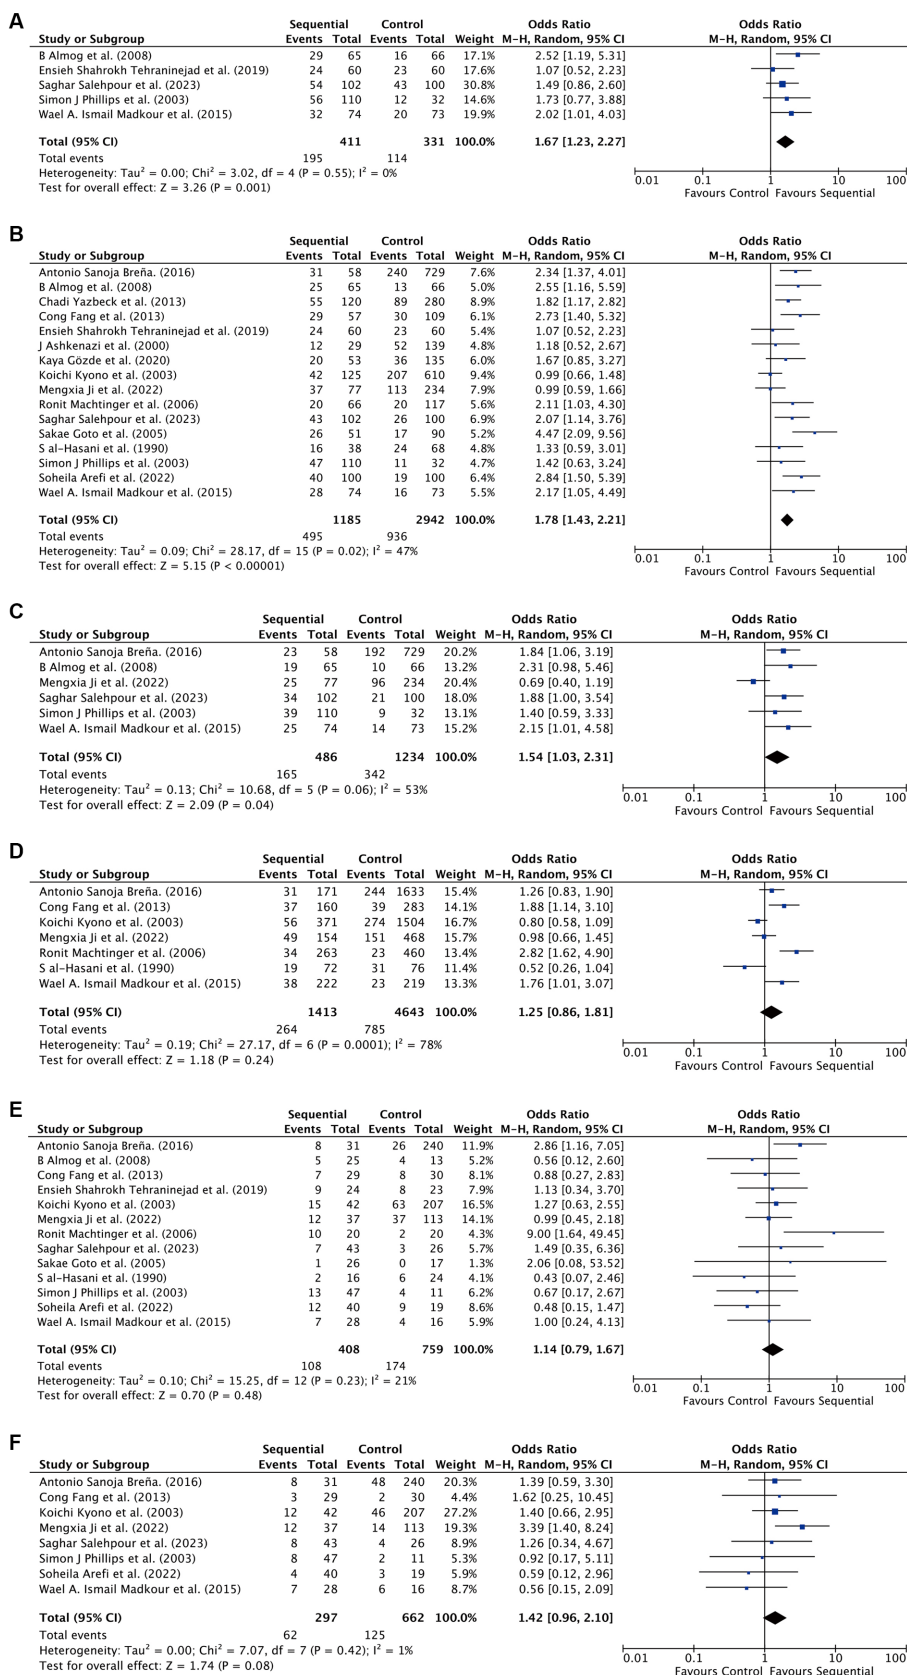 A
Sequential Control Odds Ratio Odds Ratio
Study or Subgroup Events Total Events Total Weight M-H, Random, 95% CI M-H, Random, 95% CI
B Almog et al. (2008) 29 65 16 66 17.1% 2.52 [1.19, 5.31]
Ensieh Shahrokh Tehraninejad et al. (2019) 24 60 23 60 17.6% 1.07 [0.52, 2.23]
Saghar Salehpour et al. (2023) 54 102 43 100 30.8% 1.49 [0.86, 2.60]
Simon J Phillips et al. (2003) 56 110 12 32 14.6% 1.73 [0.77, 3.88]
Wael A. Ismail Madkour et al. (2015) 32 74 20 73 19.9% 2.02 [1.01, 4.03]
Total (95% CI) 411 331 100.0% 1.67 [1.23, 2.27]
Total events 195 114
Heterogeneity: Tau² = 0.00; Chi² = 3.02, df = 4 (P = 0.55); I² = 0%
Test for overall effect: Z = 3.26 (P = 0.001)
0.01 0.1 1 10 100
Favours Control Favours Sequential
B
Sequential Control Odds Ratio Odds Ratio
Study or Subgroup Events Total Events Total Weight M-H, Random, 95% CI M-H, Random, 95% CI
Antonio Sanoja Breña. (2016) 31 58 240 729 7.6% 2.34 [1.37, 4.01]
B Almog et al. (2008) 25 65 13 66 5.0% 2.55 [1.16, 5.59]
Chadi Yazbeck et al. (2013) 55 120 89 280 8.9% 1.82 [1.17, 2.82]
Cong Fang et al. (2013) 29 57 30 109 6.1% 2.73 [1.40, 5.32]
Ensieh Shahrokh Tehraninejad et al. (2019) 24 60 23 60 5.5% 1.07 [0.52, 2.23]
J Ashkenazi et al. (2000) 12 29 52 139 4.8% 1.18 [0.52, 2.67]
Kaya Gözde et al. (2020) 20 53 36 135 6.0% 1.67 [0.85, 3.27]
Koichi Kyono et al. (2003) 42 125 207 610 9.4% 0.99 [0.66, 1.48]
Mengxia Ji et al. (2022) 37 77 113 234 7.9% 0.99 [0.59, 1.66]
Ronit Machtinger et al. (2006) 20 66 20 117 5.6% 2.11 [1.03, 4.30]
Saghar Salehpour et al. (2023) 43 102 26 100 6.8% 2.07 [1.14, 3.76]
Sakae Goto et al. (2005) 26 51 17 90 5.2% 4.47 [2.09, 9.56]
S al-Hasani et al. (1990) 16 38 24 68 4.8% 1.33 [0.59, 3.01]
Simon J Phillips et al. (2003) 47 110 11 32 4.7% 1.42 [0.63, 3.24]
Soheila Arefi et al. (2022) 40 100 19 100 6.4% 2.84 [1.50, 5.39]
Wael A. Ismail Madkour et al. (2015) 28 74 16 73 5.5% 2.17 [1.05, 4.49]
Total (95% CI) 1185 2942 100.0% 1.78 [1.43, 2.21]
Total events 495 936
Heterogeneity: Tau² = 0.09; Chi² = 28.17, df = 15 (P = 0.02); I² = 47%
Test for overall effect: Z = 5.15 (P < 0.00001)
0.01 0.1 1 10 100
Favours Control Favours Sequential
C
Sequential Control Odds Ratio Odds Ratio
Study or Subgroup Events Total Events Total Weight M-H, Random, 95% CI M-H, Random, 95% CI
Antonio Sanoja Breña. (2016) 23 58 192 729 20.2% 1.84 [1.06, 3.19]
B Almog et al. (2008) 19 65 10 66 13.2% 2.31 [0.98, 5.46]
Mengxia Ji et al. (2022) 25 77 96 234 20.4% 0.69 [0.40, 1.19]
Saghar Salehpour et al. (2023) 34 102 21 100 18.0% 1.88 [1.00, 3.54]
Simon J Phillips et al. (2003) 39 110 9 32 13.1% 1.40 [0.59, 3.33]
Wael A. Ismail Madkour et al. (2015) 25 74 14 73 15.2% 2.15 [1.01, 4.58]
Total (95% CI) 486 1234 100.0% 1.54 [1.03, 2.31]
Total events 165 342
Heterogeneity: Tau² = 0.13; Chi² = 10.68, df = 5 (P = 0.06); I² = 53%
Test for overall effect: Z = 2.09 (P = 0.04)
0.01 0.1 1 10 100
Favours Control Favours Sequential
D
Sequential Control Odds Ratio Odds Ratio
Study or Subgroup Events Total Events Total Weight M-H, Random, 95% CI M-H, Random, 95% CI
Antonio Sanoja Breña. (2016) 31 171 244 1633 15.4% 1.26 [0.83, 1.90]
Cong Fang et al. (2013) 37 160 39 283 14.1% 1.88 [1.14, 3.10]
Koichi Kyono et al. (2003) 56 371 274 1504 16.7% 0.80 [0.58, 1.09]
Mengxia Ji et al. (2022) 49 154 151 468 15.7% 0.98 [0.66, 1.45]
Ronit Machtinger et al. (2006) 34 263 23 460 13.4% 2.82 [1.62, 4.90]
S al-Hasani et al. (1990) 19 72 31 76 11.4% 0.52 [0.26, 1.04]
Wael A. Ismail Madkour et al. (2015) 38 222 23 219 13.3% 1.76 [1.01, 3.07]
Total (95% CI) 1413 4643 100.0% 1.25 [0.86, 1.81]
Total events 264 785
Heterogeneity: Tau² = 0.19; Chi² = 27.17, df = 6 (P = 0.0001); I² = 78%
Test for overall effect: Z = 1.18 (P = 0.24)
0.01 0.1 1 10 100
Favours Control Favours Sequential
E
Sequential Control Odds Ratio Odds Ratio
Study or Subgroup Events Total Events Total Weight M-H, Random, 95% CI M-H, Random, 95% CI
Antonio Sanoja Breña. (2016) 8 31 26 240 11.9% 2.86 [1.16, 7.05]
B Almog et al. (2008) 5 25 4 13 5.2% 0.56 [0.12, 2.60]
Cong Fang et al. (2013) 7 29 8 30 8.1% 0.88 [0.27, 2.83]
Ensieh Shahrokh Tehraninejad et al. (2019) 9 24 8 23 7.9% 1.13 [0.34, 3.70]
Koichi Kyono et al. (2003) 15 42 63 207 16.4% 1.27 [0.63, 2.55]
Mengxia Ji et al. (2022) 12 37 37 113 14.1% 0.99 [0.45, 2.18]
Ronit Machtinger et al. (2006) 10 20 2 20 4.3% 9.00 [1.64, 49.45]
Saghar Salehpour et al. (2023) 7 43 3 26 5.7% 1.49 [0.35, 6.36]
Sakae Goto et al. (2005) 1 26 0 17 1.3% 2.06 [0.08, 53.52]
S al-Hasani et al. (1990) 2 16 6 24 4.1% 0.43 [0.07, 2.46]
Simon J Phillips et al. (2003) 13 47 4 11 6.2% 0.67 [0.17, 2.67]
Soheila Arefi et al. (2022) 12 40 9 19 8.6% 0.48 [0.15, 1.47]
Wael A. Ismail Madkour et al. (2015) 7 28 4 16 5.9% 1.00 [0.24, 4.13]
Total (95% CI) 408 759 100.0% 1.14 [0.79, 1.67]
Total events 108 174
Heterogeneity: Tau² = 0.10; Chi² = 15.25, df = 12 (P = 0.23); I² = 21%
Test for overall effect: Z = 0.70 (P = 0.48)
0.01 0.1 1 10 100
Favours Control Favours Sequential
F
Sequential Control Odds Ratio Odds Ratio
Study or Subgroup Events Total Events Total Weight M-H, Random, 95% CI M-H, Random, 95% CI
Antonio Sanoja Breña. (2016) 8 31 48 240 20.3% 1.39 [0.59, 3.30]
Cong Fang et al. (2013) 3 29 2 30 4.4% 1.62 [0.25, 10.45]
Koichi Kyono et al. (2003) 12 42 46 207 27.2% 1.40 [0.66, 2.95]
Mengxia Ji et al. (2022) 12 37 14 113 19.3% 3.39 [1.40, 8.24]
Saghar Salehpour et al. (2023) 8 43 4 26 8.9% 1.26 [0.34, 4.67]
Simon J Phillips et al. (2003) 8 47 2 11 5.3% 0.92 [0.17, 5.11]
Soheila Arefi et al. (2022) 4 40 3 19 5.9% 0.59 [0.12, 2.96]
Wael A. Ismail Madkour et al. (2015) 7 28 6 16 8.7% 0.56 [0.15, 2.09]
Total (95% CI) 297 662 100.0% 1.42 [0.96, 2.10]
Total events 62 125
Heterogeneity: Tau² = 0.00; Chi² = 7.07, df = 7 (P = 0.42); I² = 1%
Test for overall effect: Z = 1.74 (P = 0.08)
0.01 0.1 1 10 100
Favours Control Favours Sequential